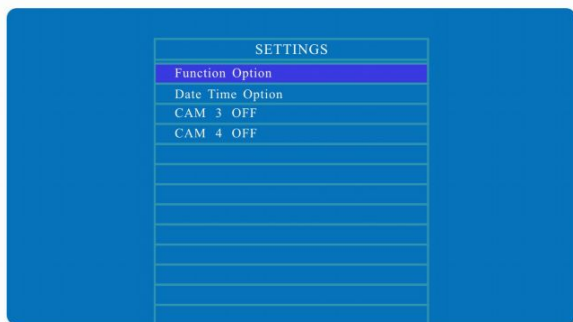 SETTINGS
Function Option
Date Time Option
CAM 3 OFF
CAM 4 OFF